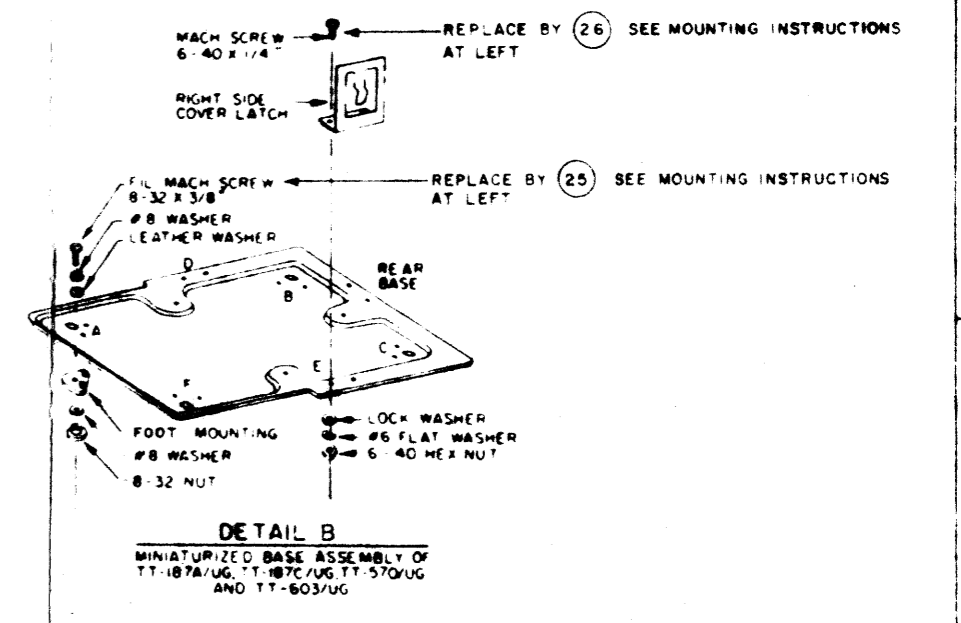 MACH SCREW
6-40 X 1/4"
REPLACE BY 26 SEE MOUNTING INSTRUCTIONS
AT LEFT
RIGHT SIDE
COVER LATCH
FIL MACH SCREW
8-32 X 3/8"
REPLACE BY 25 SEE MOUNTING INSTRUCTIONS
AT LEFT
#8 WASHER
LEATHER WASHER
D
REAR
BASE
B
A
C
E
F
FOOT MOUNTING
#8 WASHER
8-32 NUT
LOCK WASHER
#6 FLAT WASHER
6-40 HEX NUT
DETAIL B
MINIATURIZED BASE ASSEMBLY OF
TT-187A/UG, TT-187C/UG, TT-570/UG
AND TT-603/UG